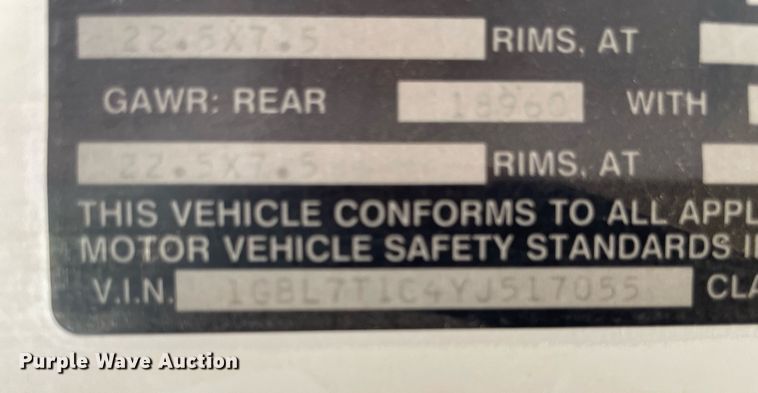 22.5X7.5 RIMS, AT
GAWR: REAR 18960 WITH
22.5X7.5 RIMS, AT
THIS VEHICLE CONFORMS TO ALL APPL
MOTOR VEHICLE SAFETY STANDARDS I
V.I.N. 1GBL7T1C4YJ517055 CLA
Purple Wave Auction